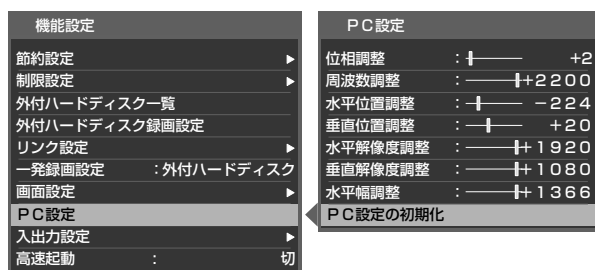 機能設定
節約設定 ▶
制限設定 ▶
外付ハードディスク一覧
外付ハードディスク録画設定
リンク設定 ▶
一発録画設定 :外付ハードディスク
画面設定 ▶
PC設定
入出力設定 ▶
高速起動 : 切
PC設定
位相調整 : +2
周波数調整 : +2200
水平位置調整 : −224
垂直位置調整 : +20
水平解像度調整 : +1920
垂直解像度調整 : +1080
水平幅調整 : +1366
PC設定の初期化